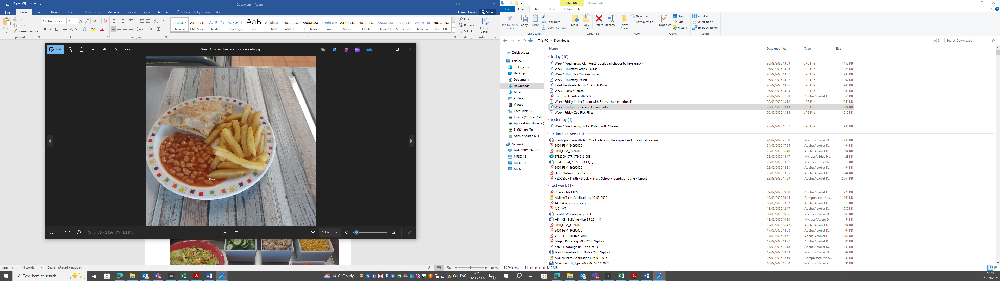 Document1 - Word
File Home Insert Design Layout References Mailings Review View Acrobat Tell me what you want to do... Lauren Bower Share
Paste Cut Copy Format Painter
Clipboard
Calibri (Body) 11
Font
Paragraph
AaBbCcDc AaBbCcDc AaBbCc AaBbCcD AaB AaBbCcD AaBbCcDt AaBbCcDt AaBbCcDt AaBbCcDc AaBbCcDt AaBbCcDt AABBCCDD AABBCCDD AaBbCcDt
¶ Normal ¶ No Spac... Heading 1 Heading 2 Title Subtitle Subtle Em... Emphasis Intense E... Strong Quote Intense Q... Subtle Ref... Intense Re... Book Title
Styles
Find Replace Select
Editing
Create a PDF
Adobe...
Edit
Week 1 Friday Cheese and Onion Pasty.jpg
3456 x 3456 1.2 MB
19%
Page 1 of 1 18 words English (United Kingdom)
100%
Type here to search
14°C Cloudy
ENG
14:23
26/09/2025
Manage
Downloads
File Home Share View Picture Tools
Pin to Quick access
Copy
Paste
Cut
Copy path
Paste shortcut
Clipboard
Move to
Copy to
Delete
Rename
Organise
New folder
New item
Easy access
New
Properties
Open
Edit
History
Open
Select all
Select none
Invert selection
Select
This PC > Downloads
Search Downloads
Quick access
This PC
3D Objects
Desktop
Documents
Downloads
Music
Pictures
Videos
Local Disk (C:)
lbower (\\hbdata\staf
Applications Drive (K:)
StaffShare (T:)
Admin Shared (Z:)
Network
AAT-CND1032CGV
M73Z-13
M73Z-27
M73Z-32
Name Date modified Type Size
Today (10)
Week 1 Wednesday Ckn Roast (pupils can choose to have gravy) 26/09/2025 13:09 JPG File 1,153 KB
Week 1 Thursday Veggie Fajitas 26/09/2025 13:08 JPG File 1,028 KB
Week 1 Thursday Chicken Fajitas 26/09/2025 13:07 JPG File 934 KB
Week 1 Thursday Desert 26/09/2025 13:07 JPG File 1,207 KB
Salad Bar Available For All Pupils Daily 26/09/2025 13:06 JPG File 944 KB
Week 1 Jacket Potato 26/09/2025 13:05 JPG File 980 KB
Complaints Policy 2022-27 26/09/2025 11:38 Adobe Acrobat D... 365 KB
Week1 Friday Jacket Potato with Beans (cheese optional) 26/09/2025 13:12 JPG File 951 KB
Week 1 Friday Cheese and Onion Pasty 26/09/2025 13:13 JPG File 1,184 KB
Week1 Friday Cod Fish Fillet 26/09/2025 13:14 JPG File 1,212 KB
Yesterday (1)
Week 1 Wednesday Jacket Potato with Cheese 25/09/2025 11:57 JPG File 980 KB
Earlier this week (8)
Sports premium 2023-2024 - Evidencing the impact and funding allocation 24/09/2025 21:00 Microsoft Word D... 1,281 KB
2050_FSM_24092025 24/09/2025 17:05 Adobe Acrobat D... 94 KB
2050_FSM_23092025 23/09/2025 16:40 Adobe Acrobat D... 94 KB
3732050_CTF_3734016_003 23/09/2025 14:47 Microsoft Edge H... 23 KB
StudentList_2025-9-23 13_1_15 23/09/2025 13:01 Microsoft Excel W... 11 KB
2050_FSM_19092025 22/09/2025 14:33 Adobe Acrobat D... 94 KB
Dawn Wilson June Drs note 22/09/2025 13:55 Adobe Acrobat D... 244 KB
P22-0956 - Hartley Brook Primary School - Condition Survey Report 22/09/2025 11:39 Adobe Acrobat D... 2,754 KB
Last week (18)
Role Profile MDS 19/09/2025 09:50 Adobe Acrobat D... 273 KB
MyNewTerm_Applications_19-09-2025 19/09/2025 09:45 Compressed (zipp... 11,661 KB
140114 scooter guide v3 18/09/2025 13:32 Adobe Acrobat D... 119 KB
4JD- MT 18/09/2025 12:47 Adobe Acrobat D... 1,737 KB
Flexible Working Request Form 18/09/2025 10:26 Microsoft Word D... 202 KB
HB - KS1 Building Map 25-26 1 (1) 18/09/2025 10:20 Microsoft Word D... 51 KB
2050_FSM_17092025 17/09/2025 16:42 Adobe Acrobat D... 94 KB
2050_FSM_16092025 17/09/2025 14:08 Adobe Acrobat D... 94 KB
4JD- LC - Transfer Form 17/09/2025 13:51 Adobe Acrobat D... 1,707 KB
Megan Pickering R4L - 22nd Sept 25 17/09/2025 13:27 Adobe Acrobat D... 305 KB
Kate Oxborough R4L 9th Oct 25 17/09/2025 11:18 Adobe Acrobat D... 153 KB
Jean Broomhead Drs Note - 27th Sept 25 17/09/2025 09:39 Adobe Acrobat D... 349 KB
MyNewTerm_Applications_16-09-2025 16/09/2025 12:19 Compressed (zipp... 11,230 KB
AllIncidentsByType_2025_09_16_11_49_25 16/09/2025 11:50 Microsoft Word 9... 331 KB
1,269 items 1 item selected 1.15 MB
14:23
26/09/2025